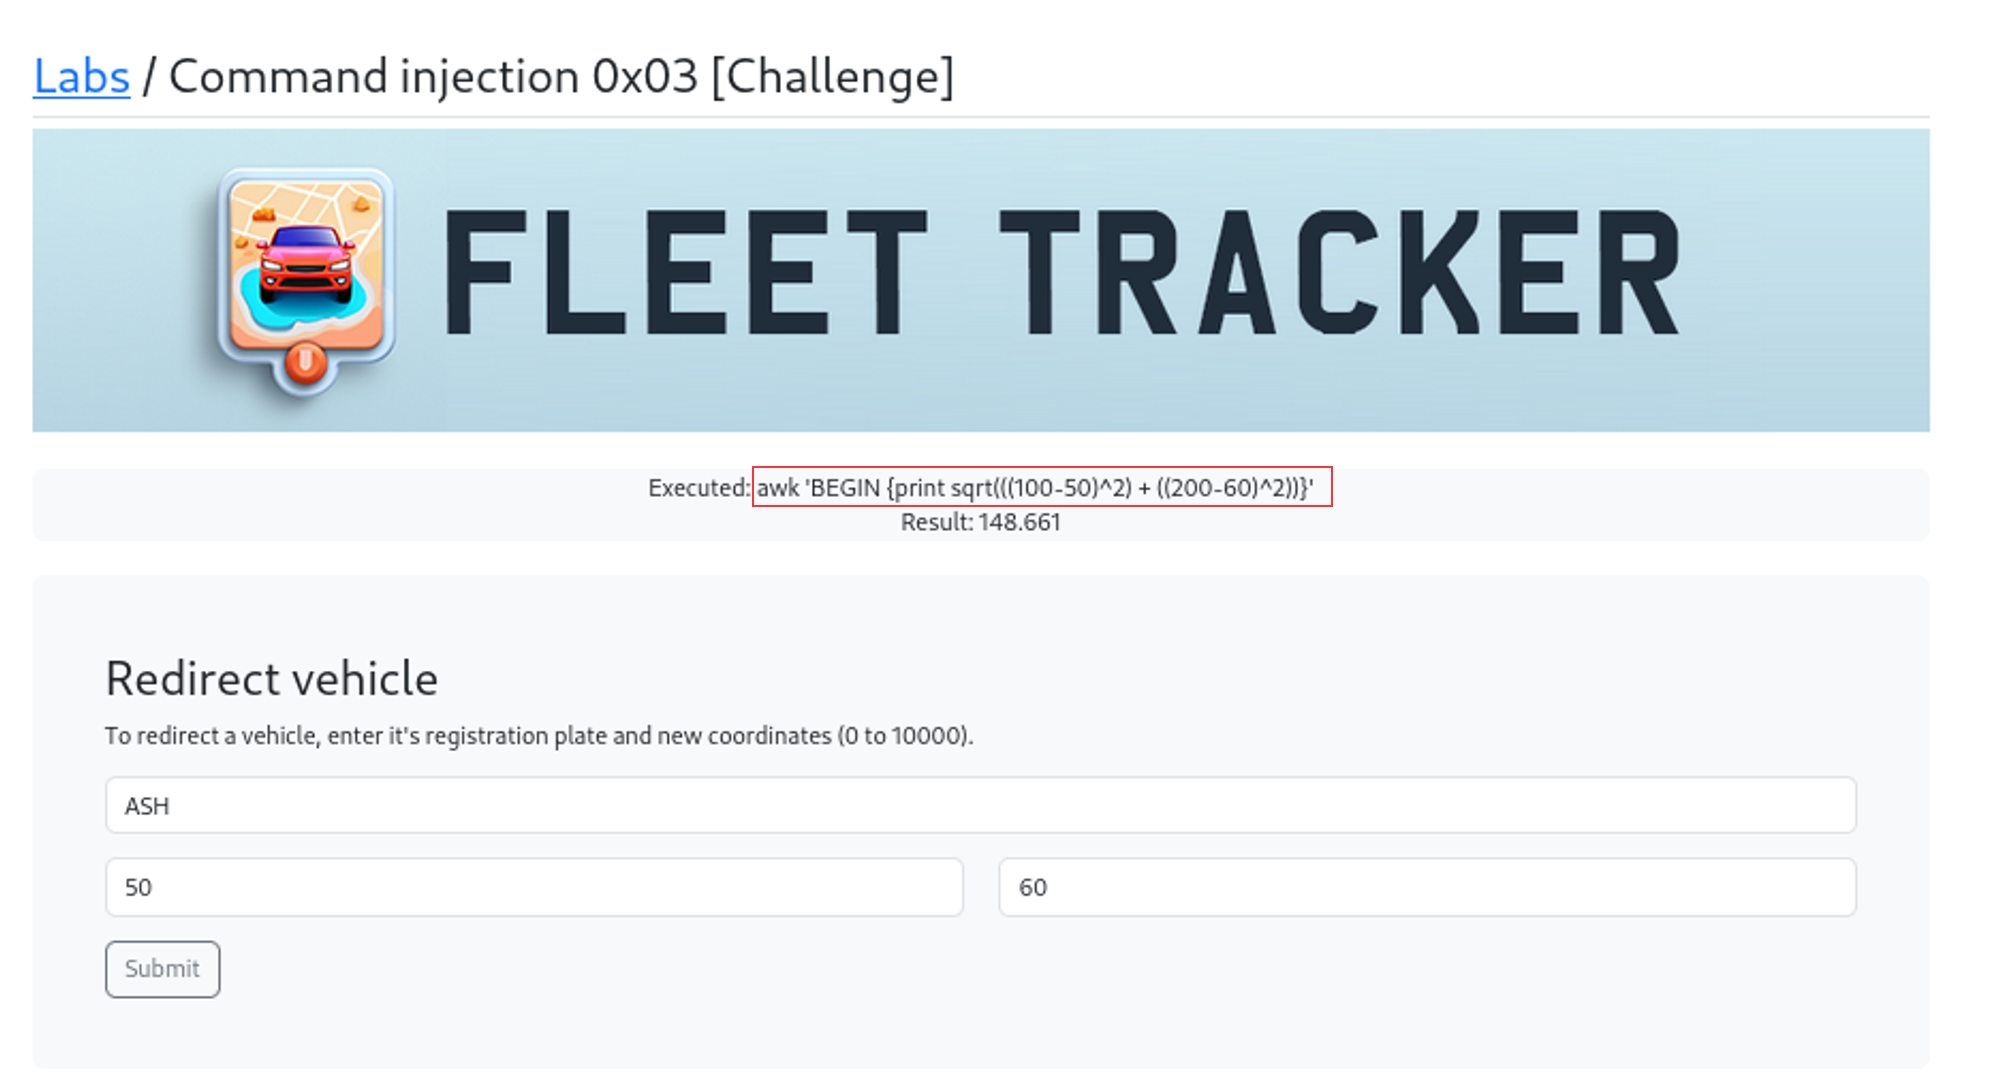 Labs / Command injection 0x03 [Challenge]
FLEET TRACKER
Executed: awk 'BEGIN {print sqrt(((100-50)^2) + ((200-60)^2))}'
Result: 148.661
Redirect vehicle
To redirect a vehicle, enter it's registration plate and new coordinates (0 to 10000).
ASH
50 60
Submit